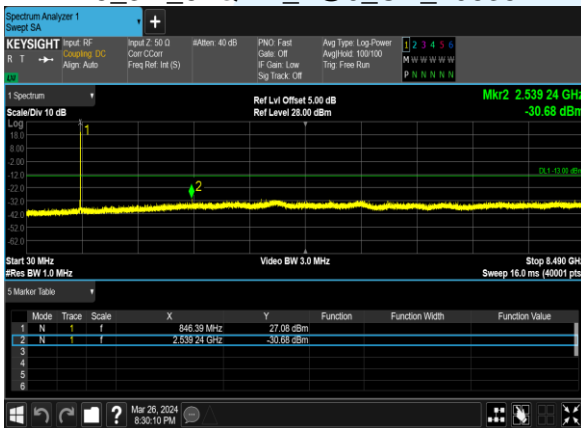 Spectrum Analyzer 1
Swept SA
+
KEYSIGHT
R T
Input: RF
Coupling: DC
Align: Auto
Input Z: 50 Ω
Corr CCorr
Freq Ref: Int (S)
#Atten: 40 dB
PNO: Fast
Gate: Off
IF Gain: Low
Sig Track: Off
Avg Type: Log-Power
Avg|Hold: 100/100
Trig: Free Run
1 2 3 4 5 6
M W W W W W
P N N N N N
LV
1 Spectrum
Scale/Div 10 dB
Ref Lvl Offset 5.00 dB
Ref Level 28.00 dBm
Mkr2 2.539 24 GHz
-30.68 dBm
Log
18.0
8.00
-2.00
-12.0
-22.0
-32.0
-42.0
-52.0
-62.0
1
2
DL1 -13.00 dBm
Start 30 MHz
#Res BW 1.0 MHz
Video BW 3.0 MHz
Stop 8.490 GHz
Sweep 16.0 ms (40001 pts)
5 Marker Table
Mode Trace Scale X Y Function Function Width Function Value
1 N 1 f 846.39 MHz 27.08 dBm
2 N 1 f 2.539 24 GHz -30.68 dBm
3
4
5
6
?
Mar 26, 2024
8:30:10 PM